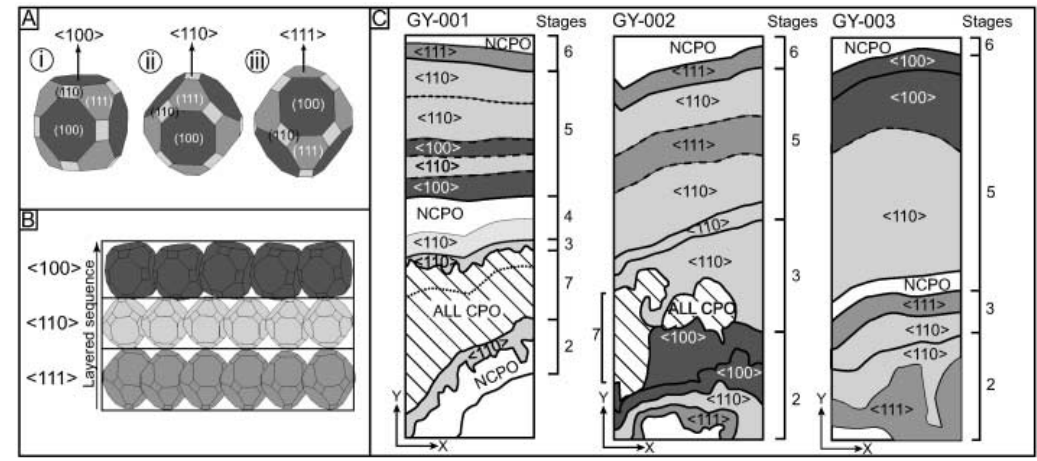 A
<100>
<110>
<111>
i
ii
iii
(110)
(111)
(100)
(111)
(110)
(100)
(100)
(110)
(111)
B
Layered sequence
<100>
<110>
<111>
C
GY-001
Stages
NCPO
<111>
6
<110>
<110>
5
<100>
<110>
<100>
NCPO
4
<110>
3
<110>
7
ALL CPO
<110>
2
NCPO
Y
X
GY-002
Stages
NCPO
6
<111>
<110>
<111>
5
<110>
<110>
<110>
3
ALL CPO
7
<100>
<100>
<110>
2
<111>
Y
X
GY-003
Stages
NCPO
6
<100>
<100>
5
<110>
NCPO
<111>
3
<110>
<110>
2
<111>
Y
X